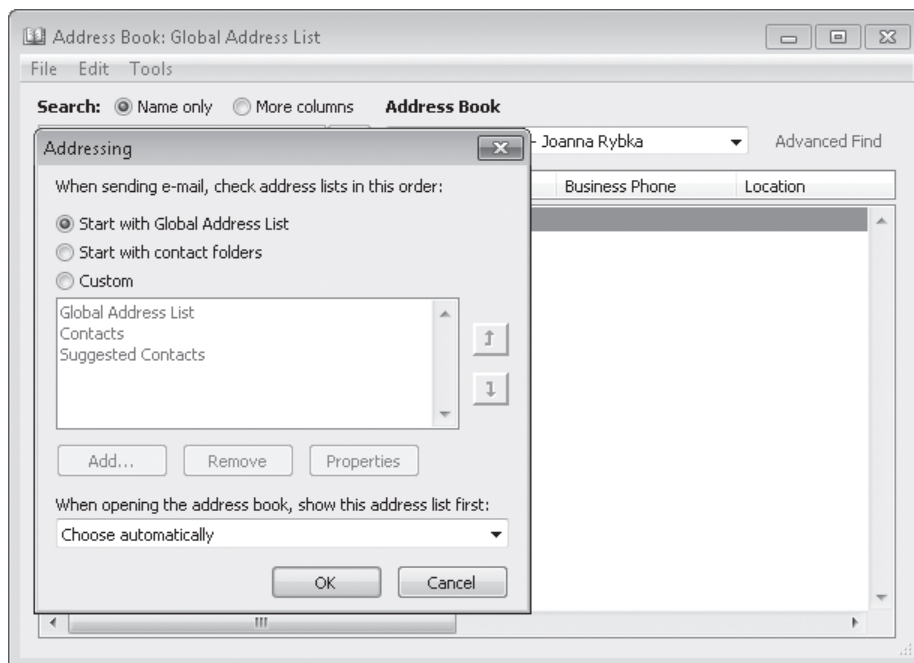 Address Book: Global Address List
File Edit Tools
Search: Name only More columns Address Book
- Joanna Rybka Advanced Find
Business Phone Location
Addressing
When sending e-mail, check address lists in this order:
Start with Global Address List
Start with contact folders
Custom
Global Address List
Contacts
Suggested Contacts
Add... Remove Properties
When opening the address book, show this address list first:
Choose automatically
OK Cancel